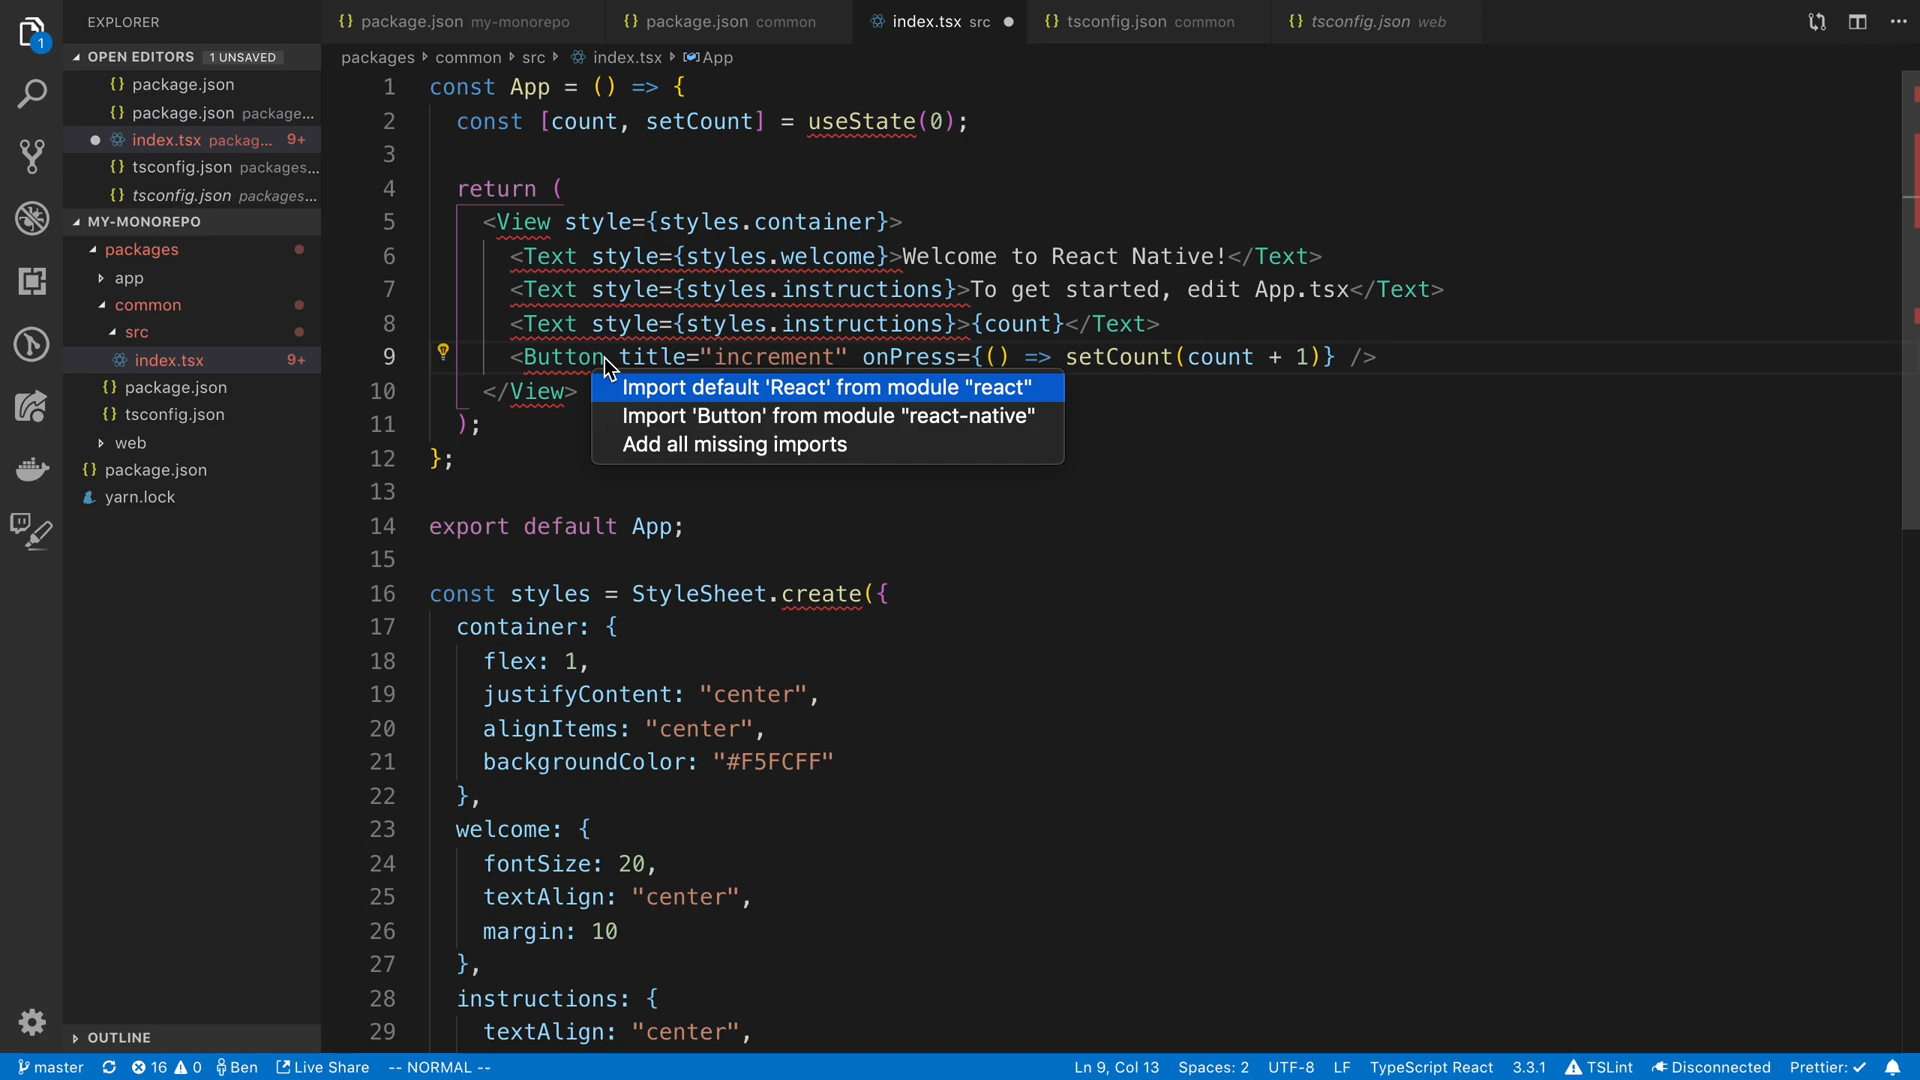 EXPLORER
{} package.json my-monorepo
{} package.json common
index.tsx src
{} tsconfig.json common
{} tsconfig.json web
1
OPEN EDITORS 1 UNSAVED
{} package.json
{} package.json package...
index.tsx packag... 9+
{} tsconfig.json packages...
{} tsconfig.json packages...
MY-MONOREPO
packages
app
common
src
index.tsx 9+
{} package.json
{} tsconfig.json
web
{} package.json
yarn.lock
OUTLINE
packages common src index.tsx App
1 const App = () => {
2 const [count, setCount] = useState(0);
3
4 return (
5 <View style={styles.container}>
6 <Text style={styles.welcome}>Welcome to React Native!</Text>
7 <Text style={styles.instructions}>To get started, edit App.tsx</Text>
8 <Text style={styles.instructions}>{count}</Text>
9 <Button title="increment" onPress={() => setCount(count + 1)} />
10 </View>
Import default 'React' from module "react"
Import 'Button' from module "react-native"
Add all missing imports
11 );
12 };
13
14 export default App;
15
16 const styles = StyleSheet.create({
17 container: {
18 flex: 1,
19 justifyContent: "center",
20 alignItems: "center",
21 backgroundColor: "#F5FCFF"
22 },
23 welcome: {
24 fontSize: 20,
25 textAlign: "center",
26 margin: 10
27 },
28 instructions: {
29 textAlign: "center",
master 16 0 Ben Live Share -- NORMAL -- Ln 9, Col 13 Spaces: 2 UTF-8 LF TypeScript React 3.3.1 TSLint Disconnected Prettier: ✓